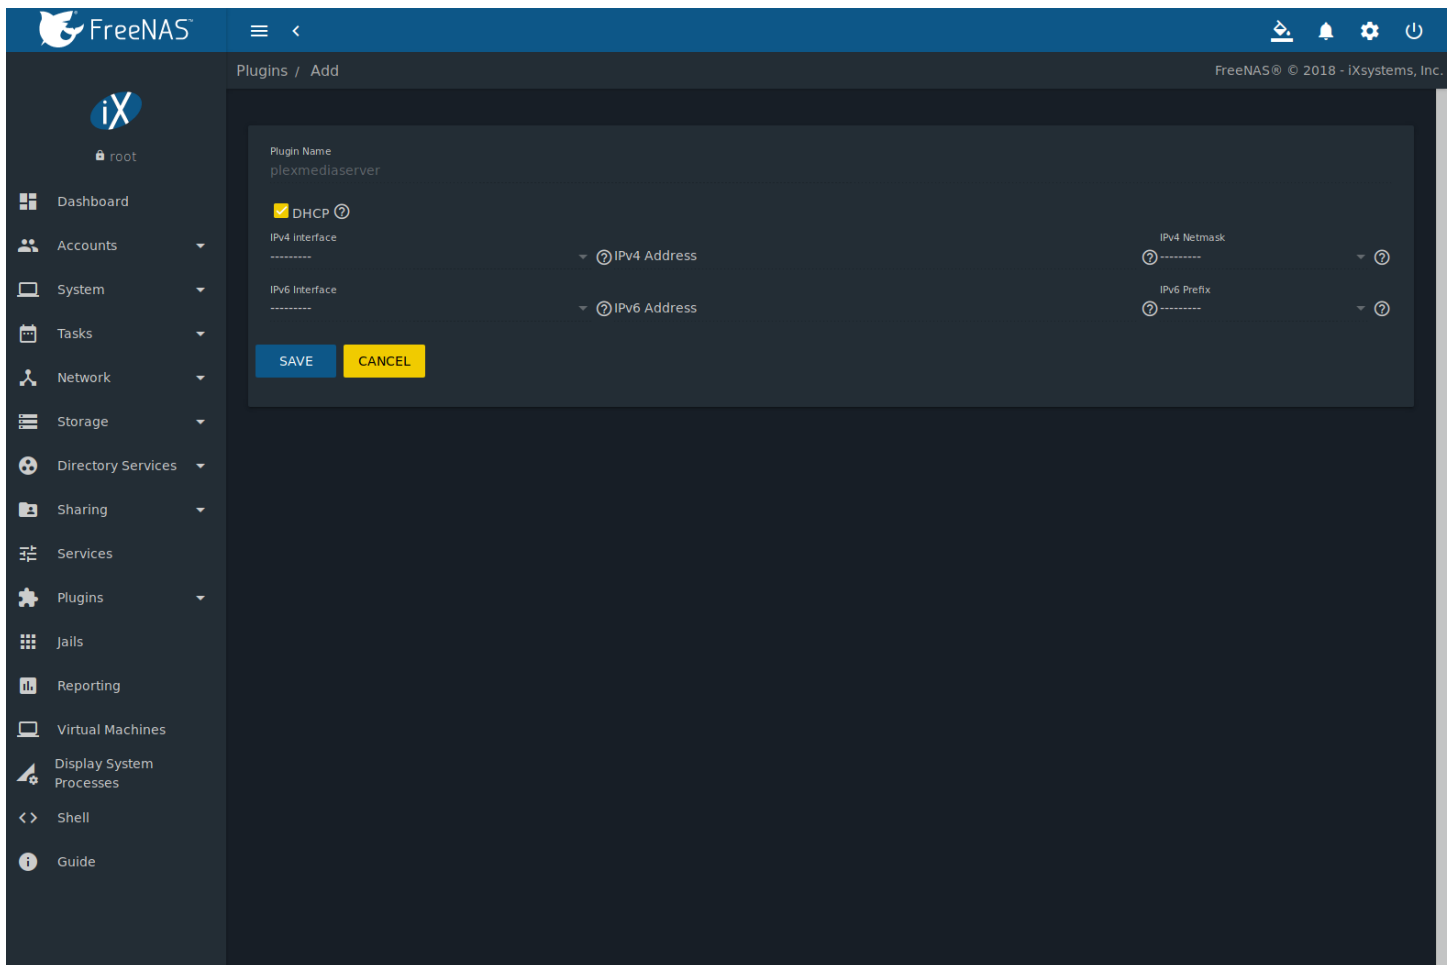 FreeNAS™
Plugins / Add
FreeNAS® © 2018 - iXsystems, Inc.
iX
root
Dashboard
Accounts
System
Tasks
Network
Storage
Directory Services
Sharing
Services
Plugins
Jails
Reporting
Virtual Machines
Display System
Processes
Shell
Guide
Plugin Name
plexmediaserver
DHCP
IPv4 interface
---------
IPv4 Address
IPv4 Netmask
---------
IPv6 Interface
---------
IPv6 Address
IPv6 Prefix
---------
SAVE CANCEL